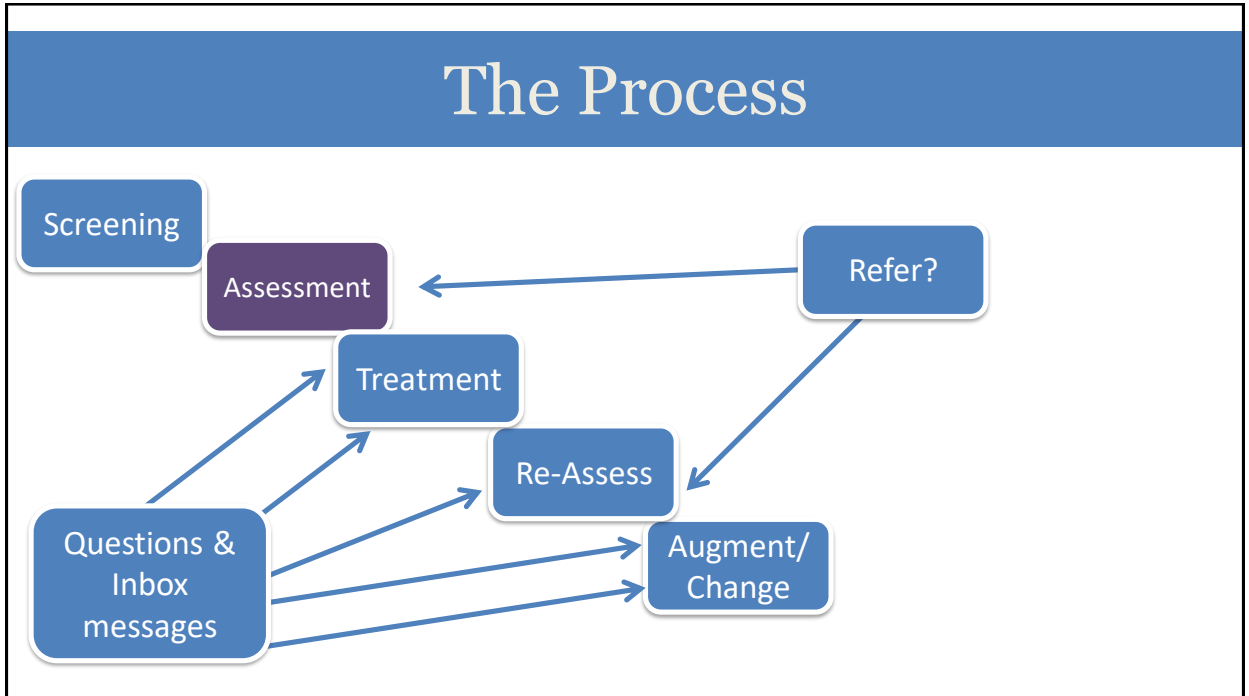 The Process
Screening
Assessment
Refer?
Treatment
Re-Assess
Questions &
Inbox
messages
Augment/
Change